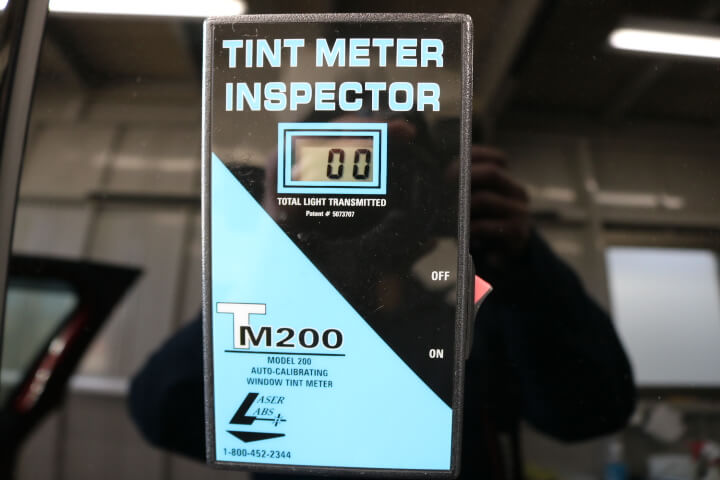 TINT METER
INSPECTOR
00
TOTAL LIGHT TRANSMITTED
Patent # 5073707
OFF
ON
TM200
MODEL 200
AUTO-CALIBRATING
WINDOW TINT METER
LASER
LABS
1-800-452-2344